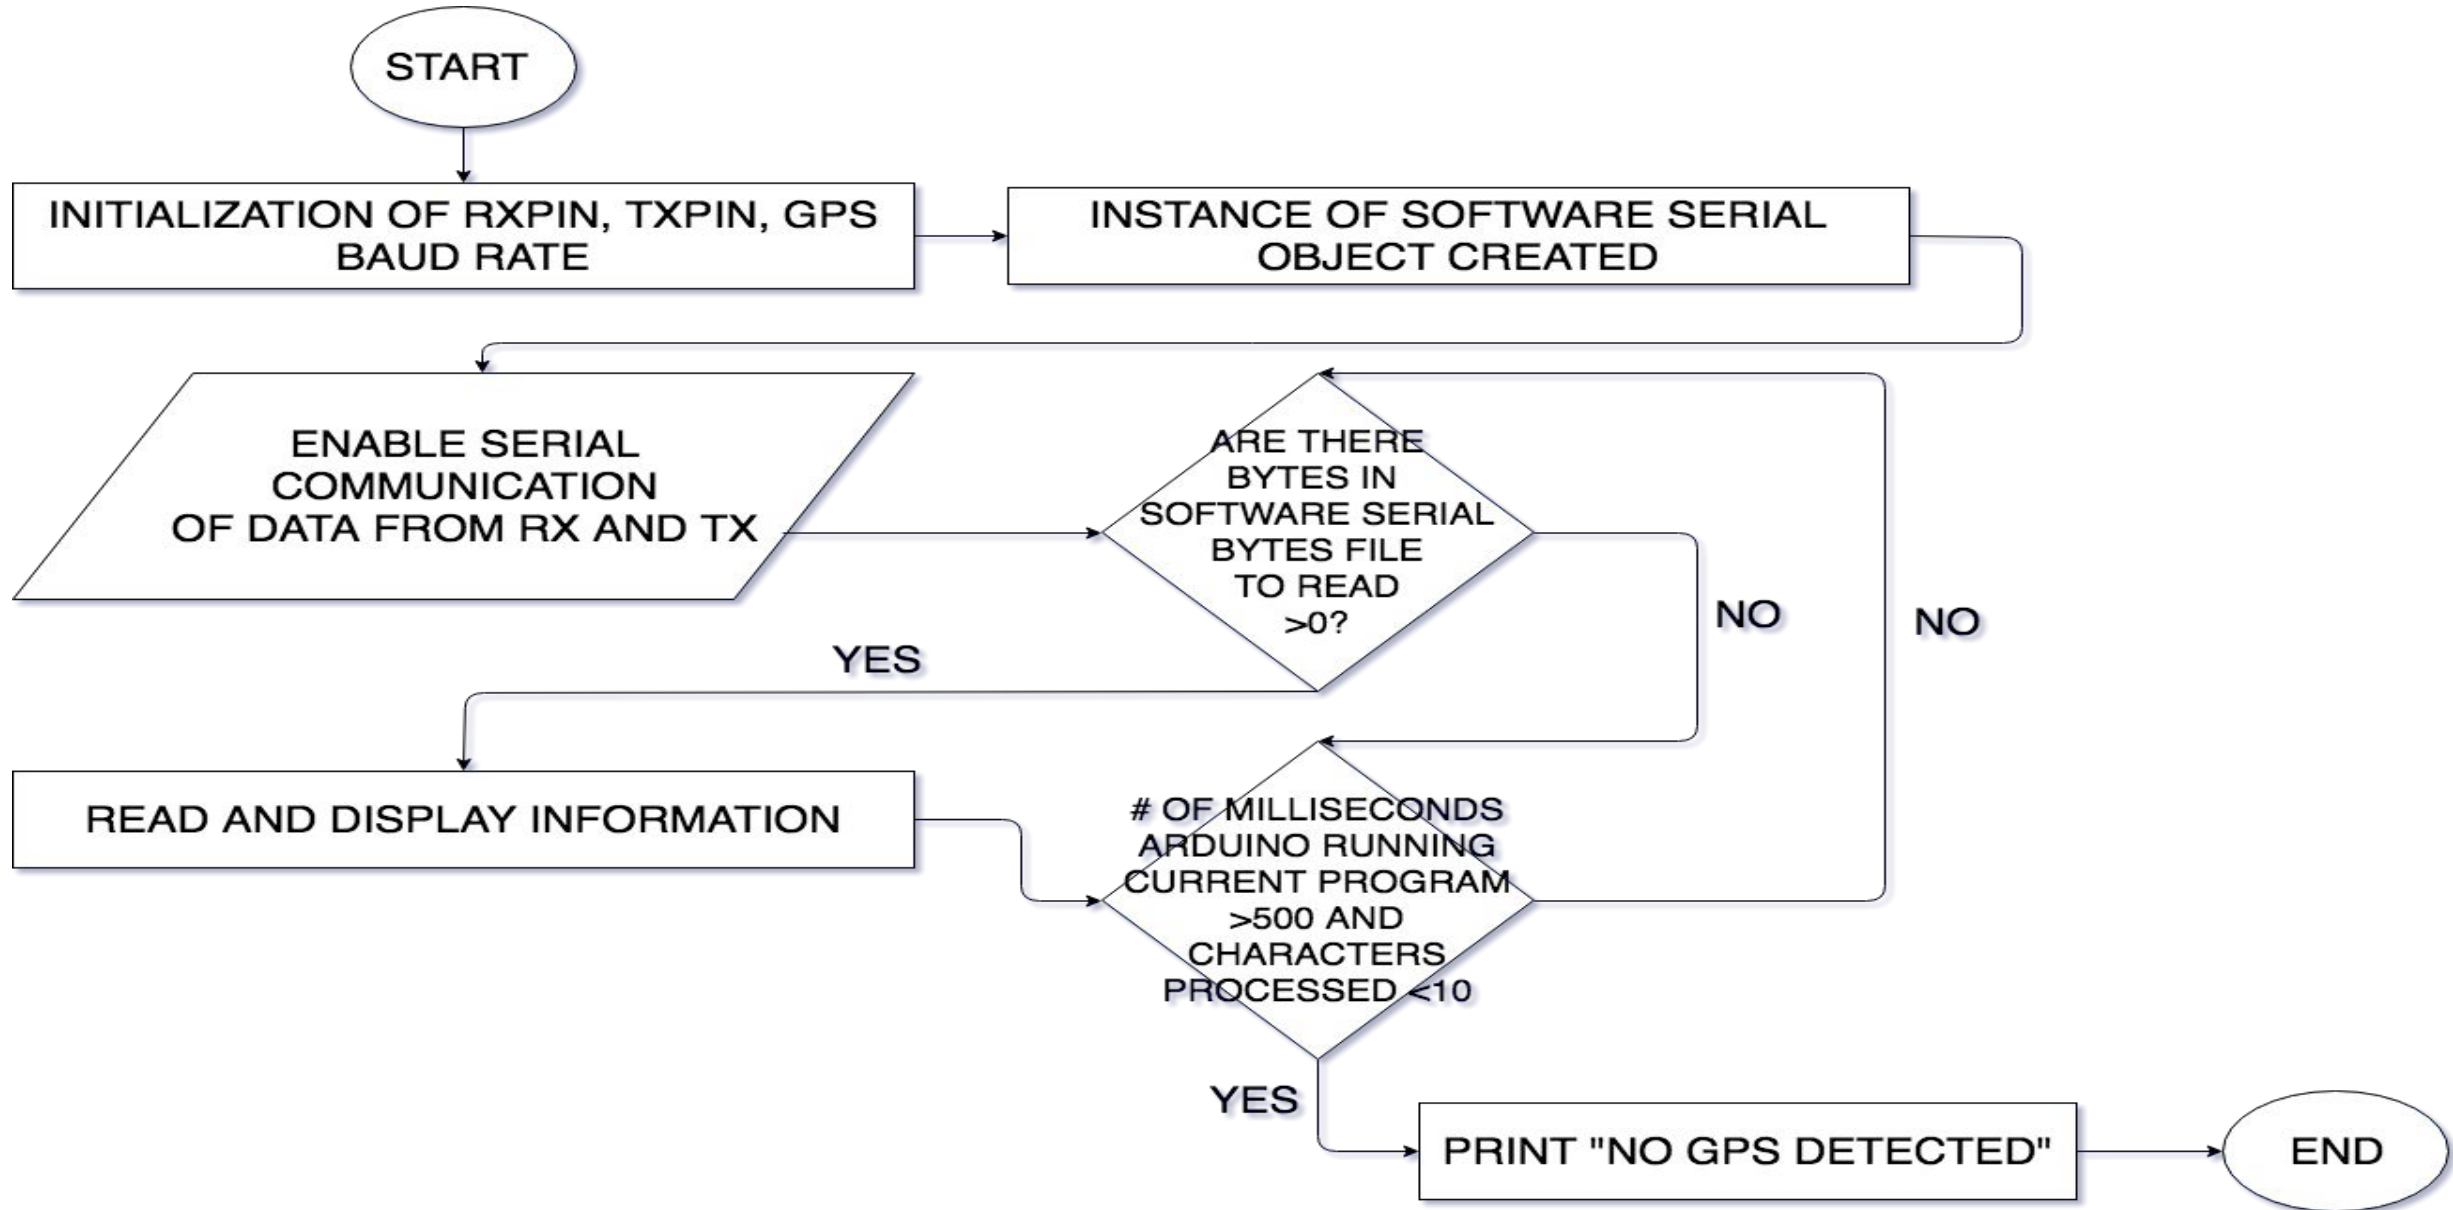 START
INITIALIZATION OF RXPIN, TXPIN, GPS
BAUD RATE
INSTANCE OF SOFTWARE SERIAL
OBJECT CREATED
ENABLE SERIAL
COMMUNICATION
OF DATA FROM RX AND TX
ARE THERE
BYTES IN
SOFTWARE SERIAL
BYTES FILE
TO READ
>0?
NO
NO
YES
READ AND DISPLAY INFORMATION
# OF MILLISECONDS
ARDUINO RUNNING
CURRENT PROGRAM
>500 AND
CHARACTERS
PROCESSED <10
YES
PRINT "NO GPS DETECTED"
END